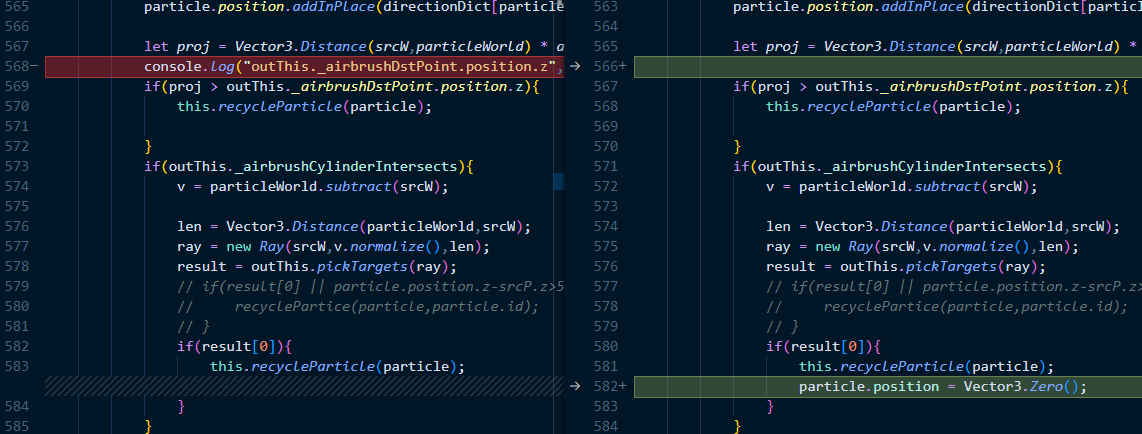 565 particle.position.addInPlace(directionDict[particle
566
567 let proj = Vector3.Distance(srcW,particleWorld) * a
568− console.log("outThis._airbrushDstPoint.position.z",
569 if(proj > outThis._airbrushDstPoint.position.z){
570 this.recycleParticle(particle);
571
572 }
573 if(outThis._airbrushCylinderIntersects){
574 v = particleWorld.subtract(srcW);
575
576 len = Vector3.Distance(particleWorld,srcW);
577 ray = new Ray(srcW,v.normalize(),len);
578 result = outThis.pickTargets(ray);
579 // if(result[0] || particle.position.z-srcP.z>5
580 // recyclePartice(particle,particle.id);
581 // }
582 if(result[0]){
583 this.recycleParticle(particle);
584 }
585 }
563 particle.position.addInPlace(directionDict[particl
564
565 let proj = Vector3.Distance(srcW,particleWorld) *
→ 566+
567 if(proj > outThis._airbrushDstPoint.position.z){
568 this.recycleParticle(particle);
569
570 }
571 if(outThis._airbrushCylinderIntersects){
572 v = particleWorld.subtract(srcW);
573
574 len = Vector3.Distance(particleWorld,srcW);
575 ray = new Ray(srcW,v.normalize(),len);
576 result = outThis.pickTargets(ray);
577 // if(result[0] || particle.position.z-srcP.z>
578 // recyclePartice(particle,particle.id);
579 // }
580 if(result[0]){
581 this.recycleParticle(particle);
→ 582+ particle.position = Vector3.Zero();
583 }
584 }